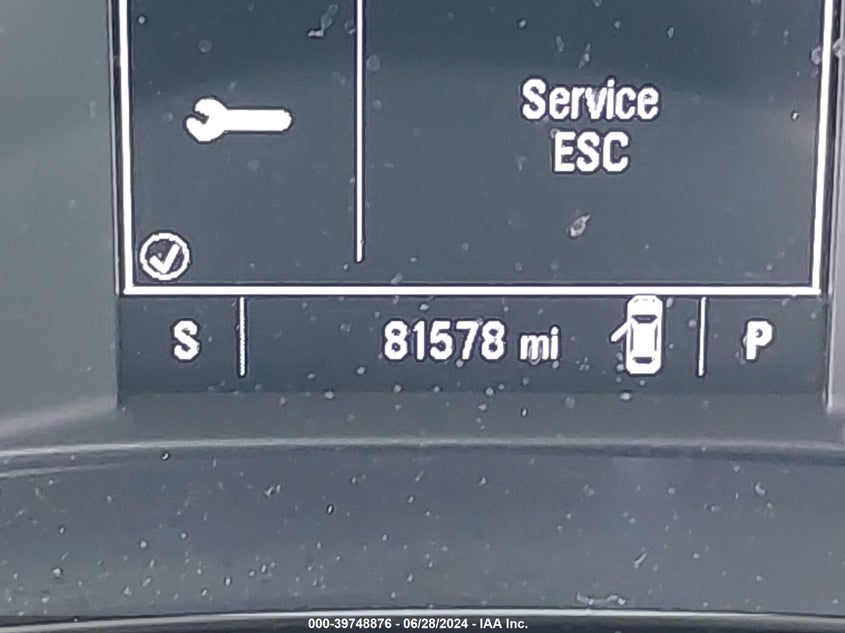 Service
ESC
S 81578 mi P
000-39748876 - 06/28/2024 - IAA Inc.